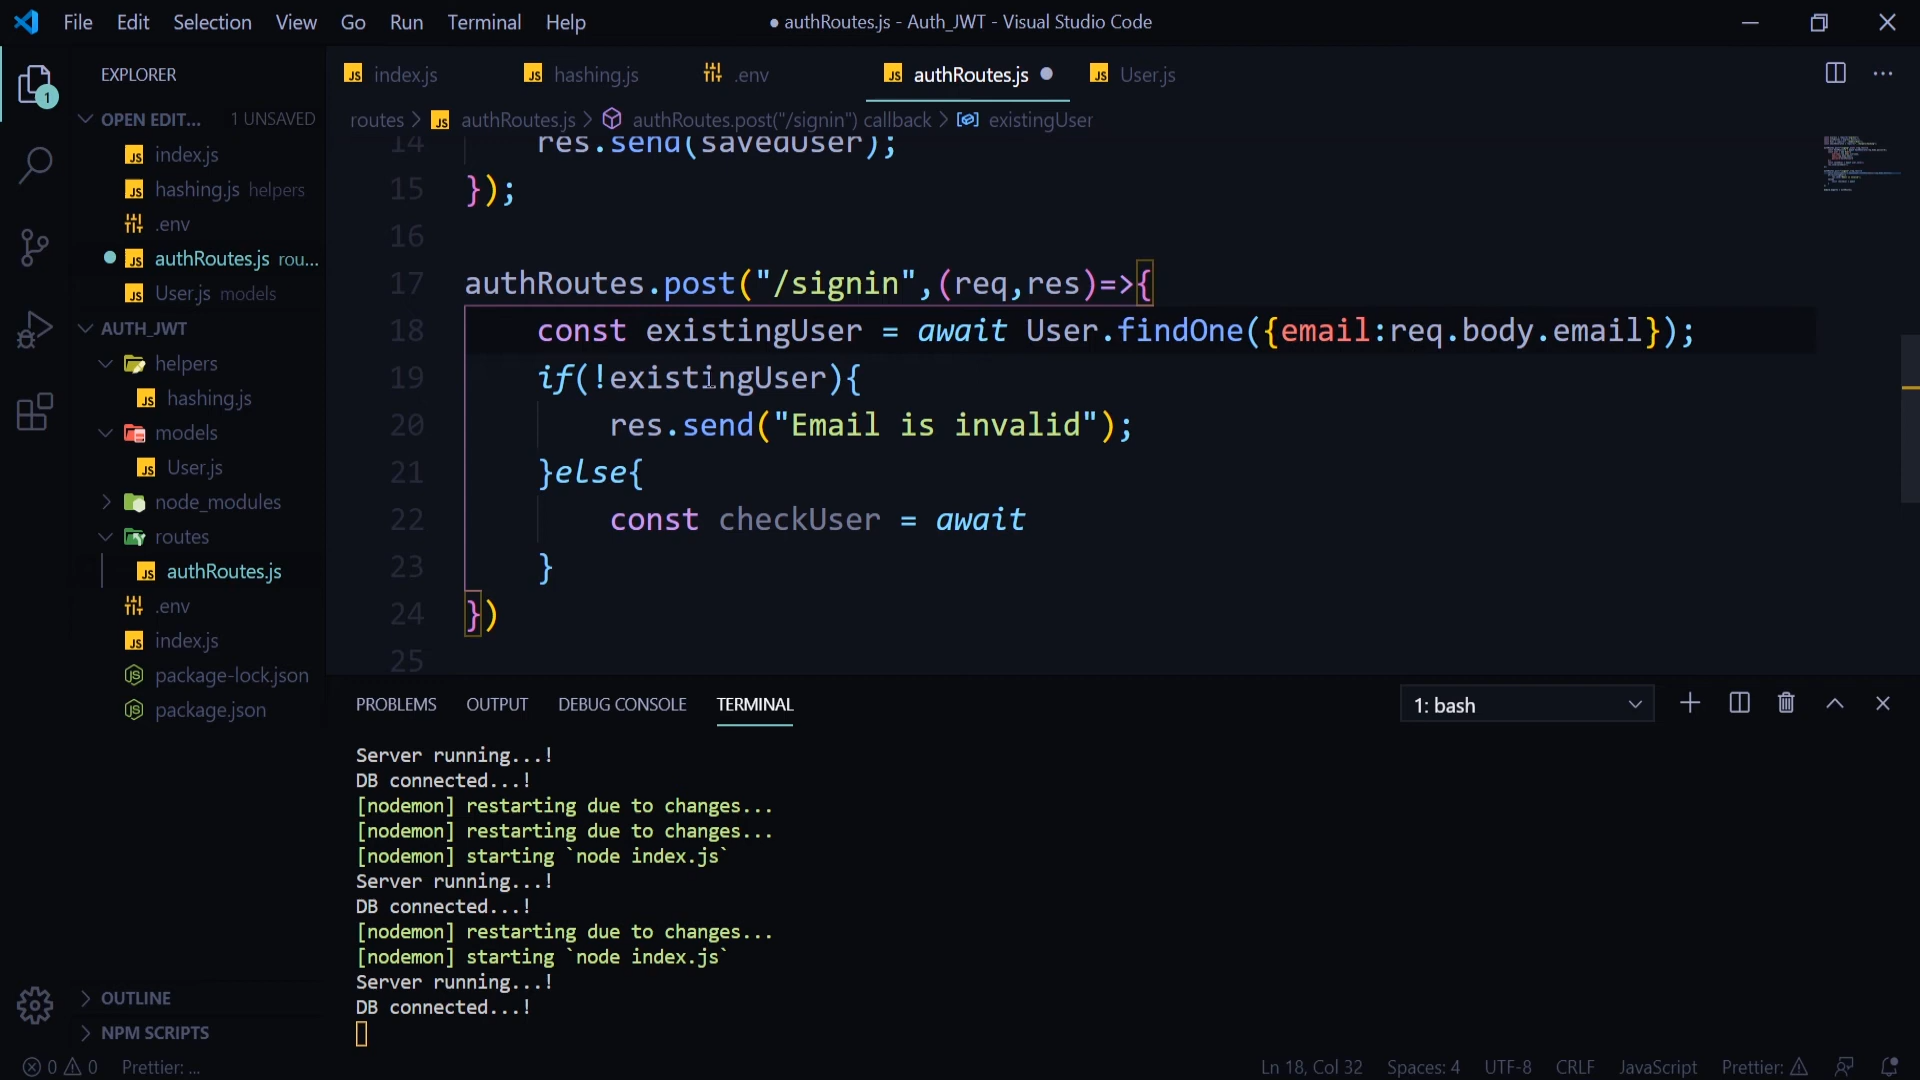 File Edit Selection View Go Run Terminal Help
● authRoutes.js - Auth_JWT - Visual Studio Code
EXPLORER
OPEN EDIT... 1 UNSAVED
index.js
hashing.js helpers
.env
authRoutes.js rou...
User.js models
AUTH_JWT
helpers
hashing.js
models
User.js
node_modules
routes
authRoutes.js
.env
index.js
package-lock.json
package.json
OUTLINE
NPM SCRIPTS
1
index.js hashing.js .env authRoutes.js User.js
routes > authRoutes.js > authRoutes.post("/signin") callback > existingUser
14 res.send(savedUser);
15 });
16
17 authRoutes.post("/signin",(req,res)=>{
18 const existingUser = await User.findOne({email:req.body.email});
19 if(!existingUser){
20 res.send("Email is invalid");
21 }else{
22 const checkUser = await
23 }
24 })
25
PROBLEMS OUTPUT DEBUG CONSOLE TERMINAL
1: bash
Server running...!
DB connected...!
[nodemon] restarting due to changes...
[nodemon] restarting due to changes...
[nodemon] starting `node index.js`
Server running...!
DB connected...!
[nodemon] restarting due to changes...
[nodemon] starting `node index.js`
Server running...!
DB connected...!
0 0 Prettier: ...
Ln 18, Col 32 Spaces: 4 UTF-8 CRLF JavaScript Prettier: